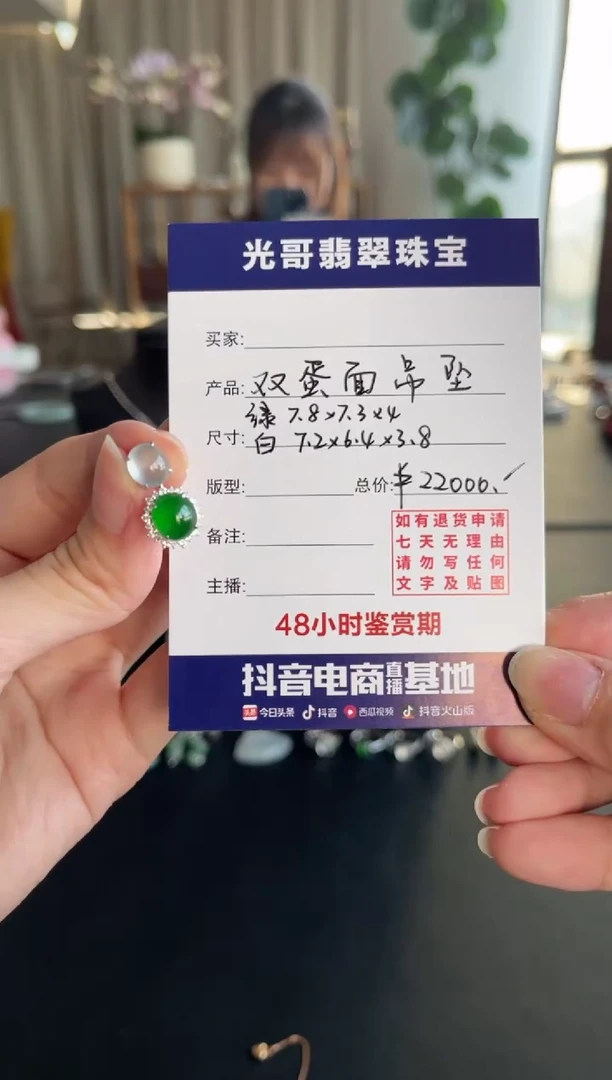 光哥翡翠珠宝
买家:
产品: 双蛋面吊坠
绿 7.8×7.3×4
尺寸: 白 7.2×6.4×3.8
版型: 总价: ¥22000.
备注:
如有退货申请
七天无理由
请勿写任何
文字及贴图
主播:
48小时鉴赏期
抖音电商直播基地
头条 今日头条 抖音 西瓜视频 抖音火山版